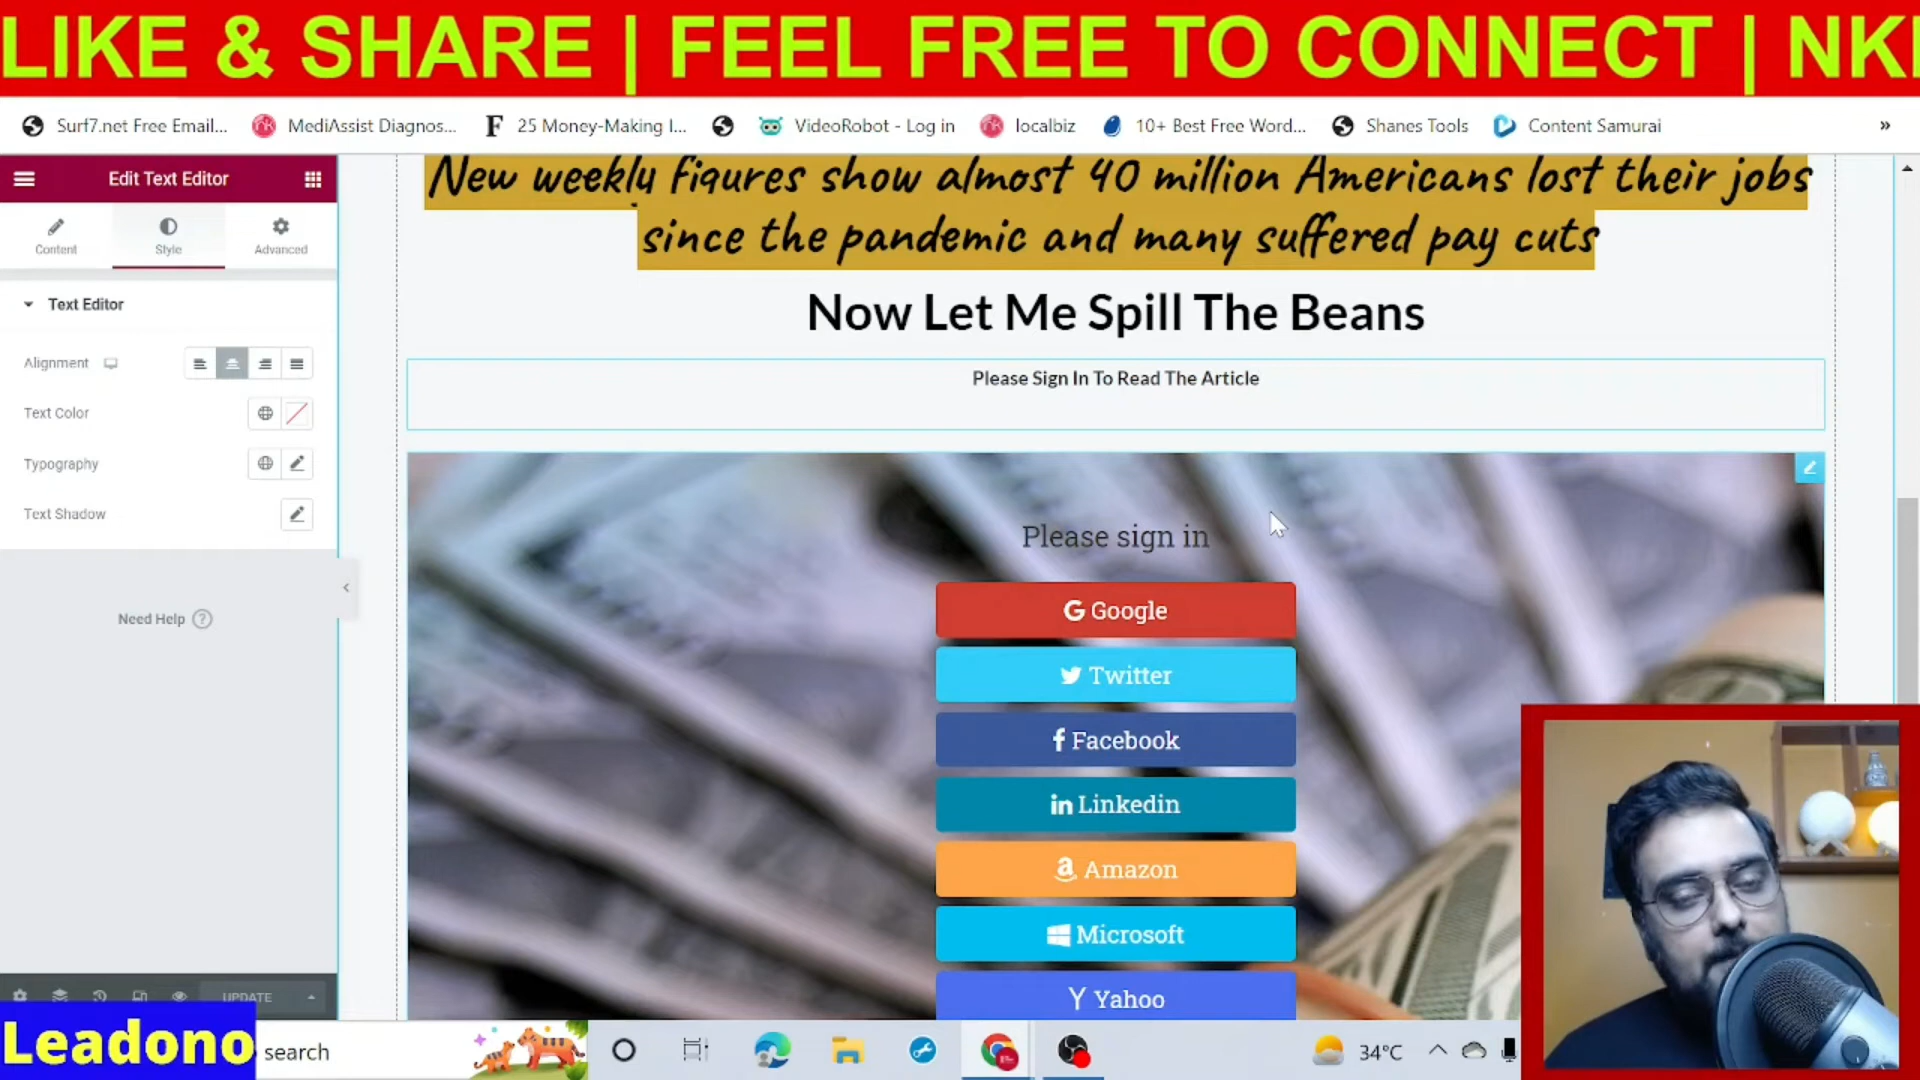 LIKE & SHARE | FEEL FREE TO CONNECT | NK
Surf7.net Free Email... MediAssist Diagnos... 25 Money-Making I... VideoRobot - Log in localbiz 10+ Best Free Word... Shanes Tools Content Samurai »
Edit Text Editor
Content Style Advanced
Text Editor
Alignment
Text Color
Typography
Text Shadow
Need Help ?
UPDATE
New weekly figures show almost 40 million Americans lost their jobs
since the pandemic and many suffered pay cuts
Now Let Me Spill The Beans
Please Sign In To Read The Article
Please sign in
Google
Twitter
Facebook
Linkedin
Amazon
Microsoft
Yahoo
Leadono
search
34°C